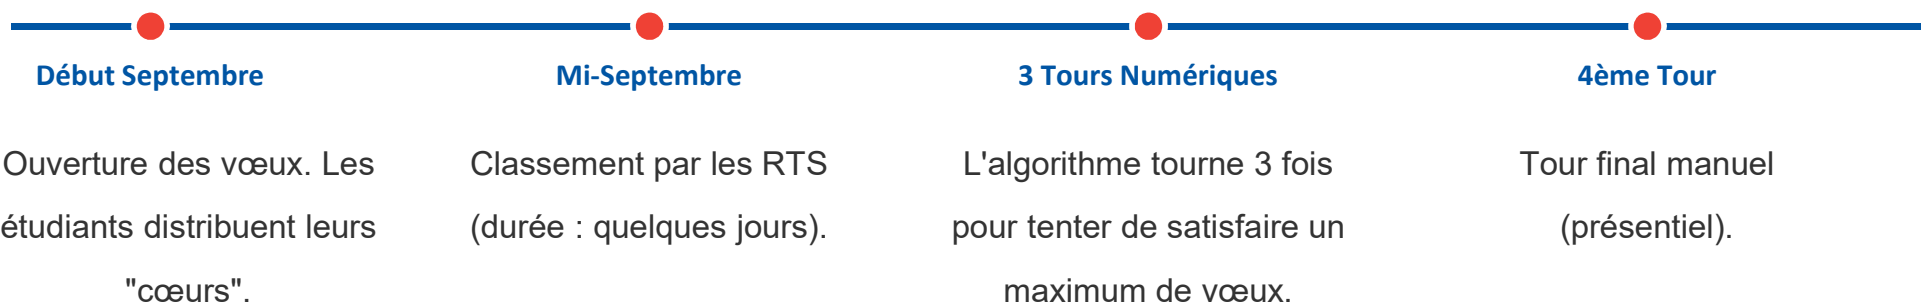 Début Septembre
Ouverture des vœux. Les
étudiants distribuent leurs
"cœurs".
Mi-Septembre
Classement par les RTS
(durée : quelques jours).
3 Tours Numériques
L'algorithme tourne 3 fois
pour tenter de satisfaire un
maximum de vœux.
4ème Tour
Tour final manuel
(présentiel).